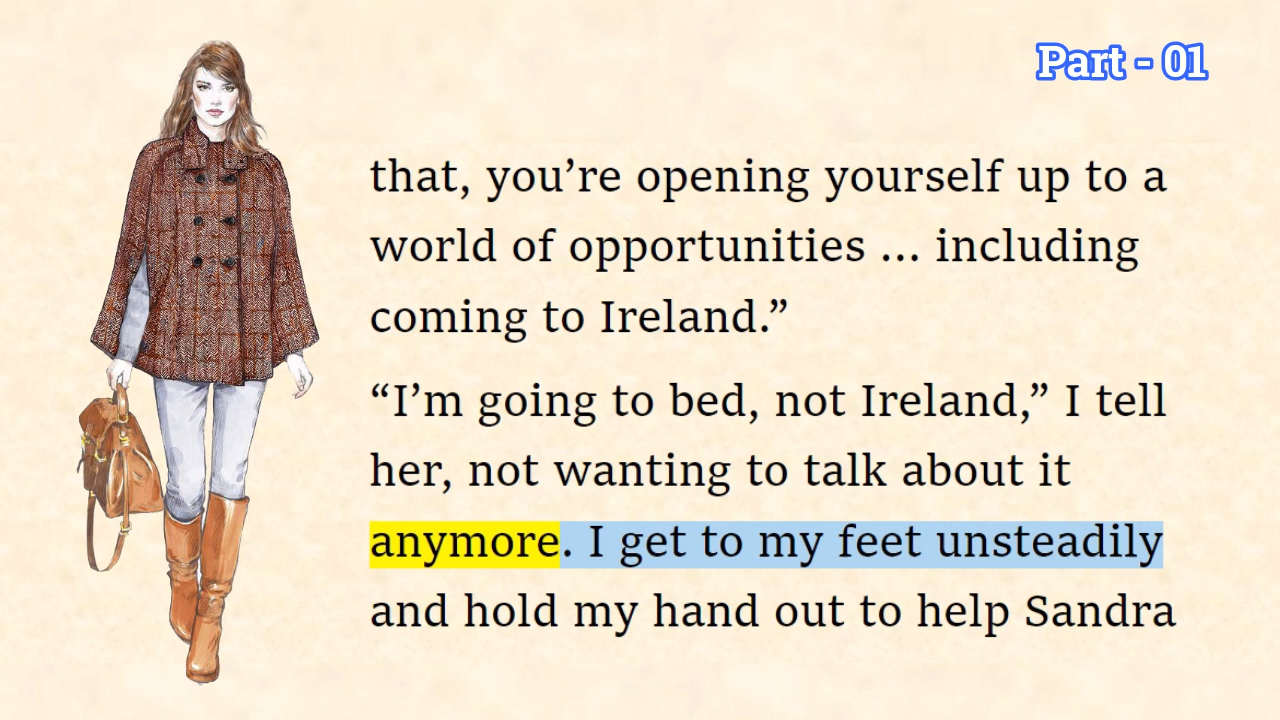 Part - 01
that, you’re opening yourself up to a
world of opportunities … including
coming to Ireland.”
“I’m going to bed, not Ireland,” I tell
her, not wanting to talk about it
anymore. I get to my feet unsteadily
and hold my hand out to help Sandra